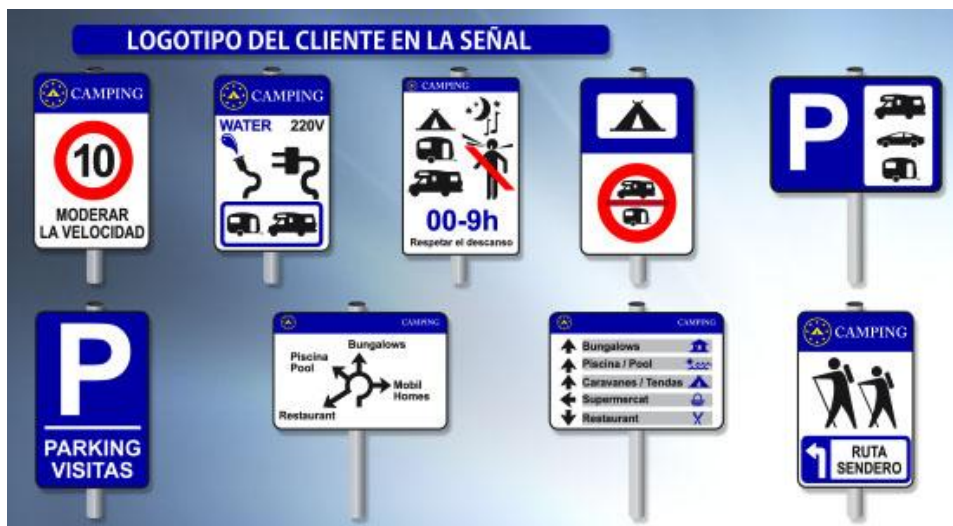 LOGOTIPO DEL CLIENTE EN LA SEÑAL
CAMPING
10
MODERAR
LA VELOCIDAD
CAMPING
WATER 220V
CAMPING
00-9h
Respetar el descanso
P
P
PARKING
VISITAS
CAMPING
Bungalows
Piscina
Pool
Mobil
Homes
Restaurant
CAMPING
Bungalows
Piscina / Pool
Caravanes / Tendas
Supermercat
Restaurant
CAMPING
RUTA
SENDERO